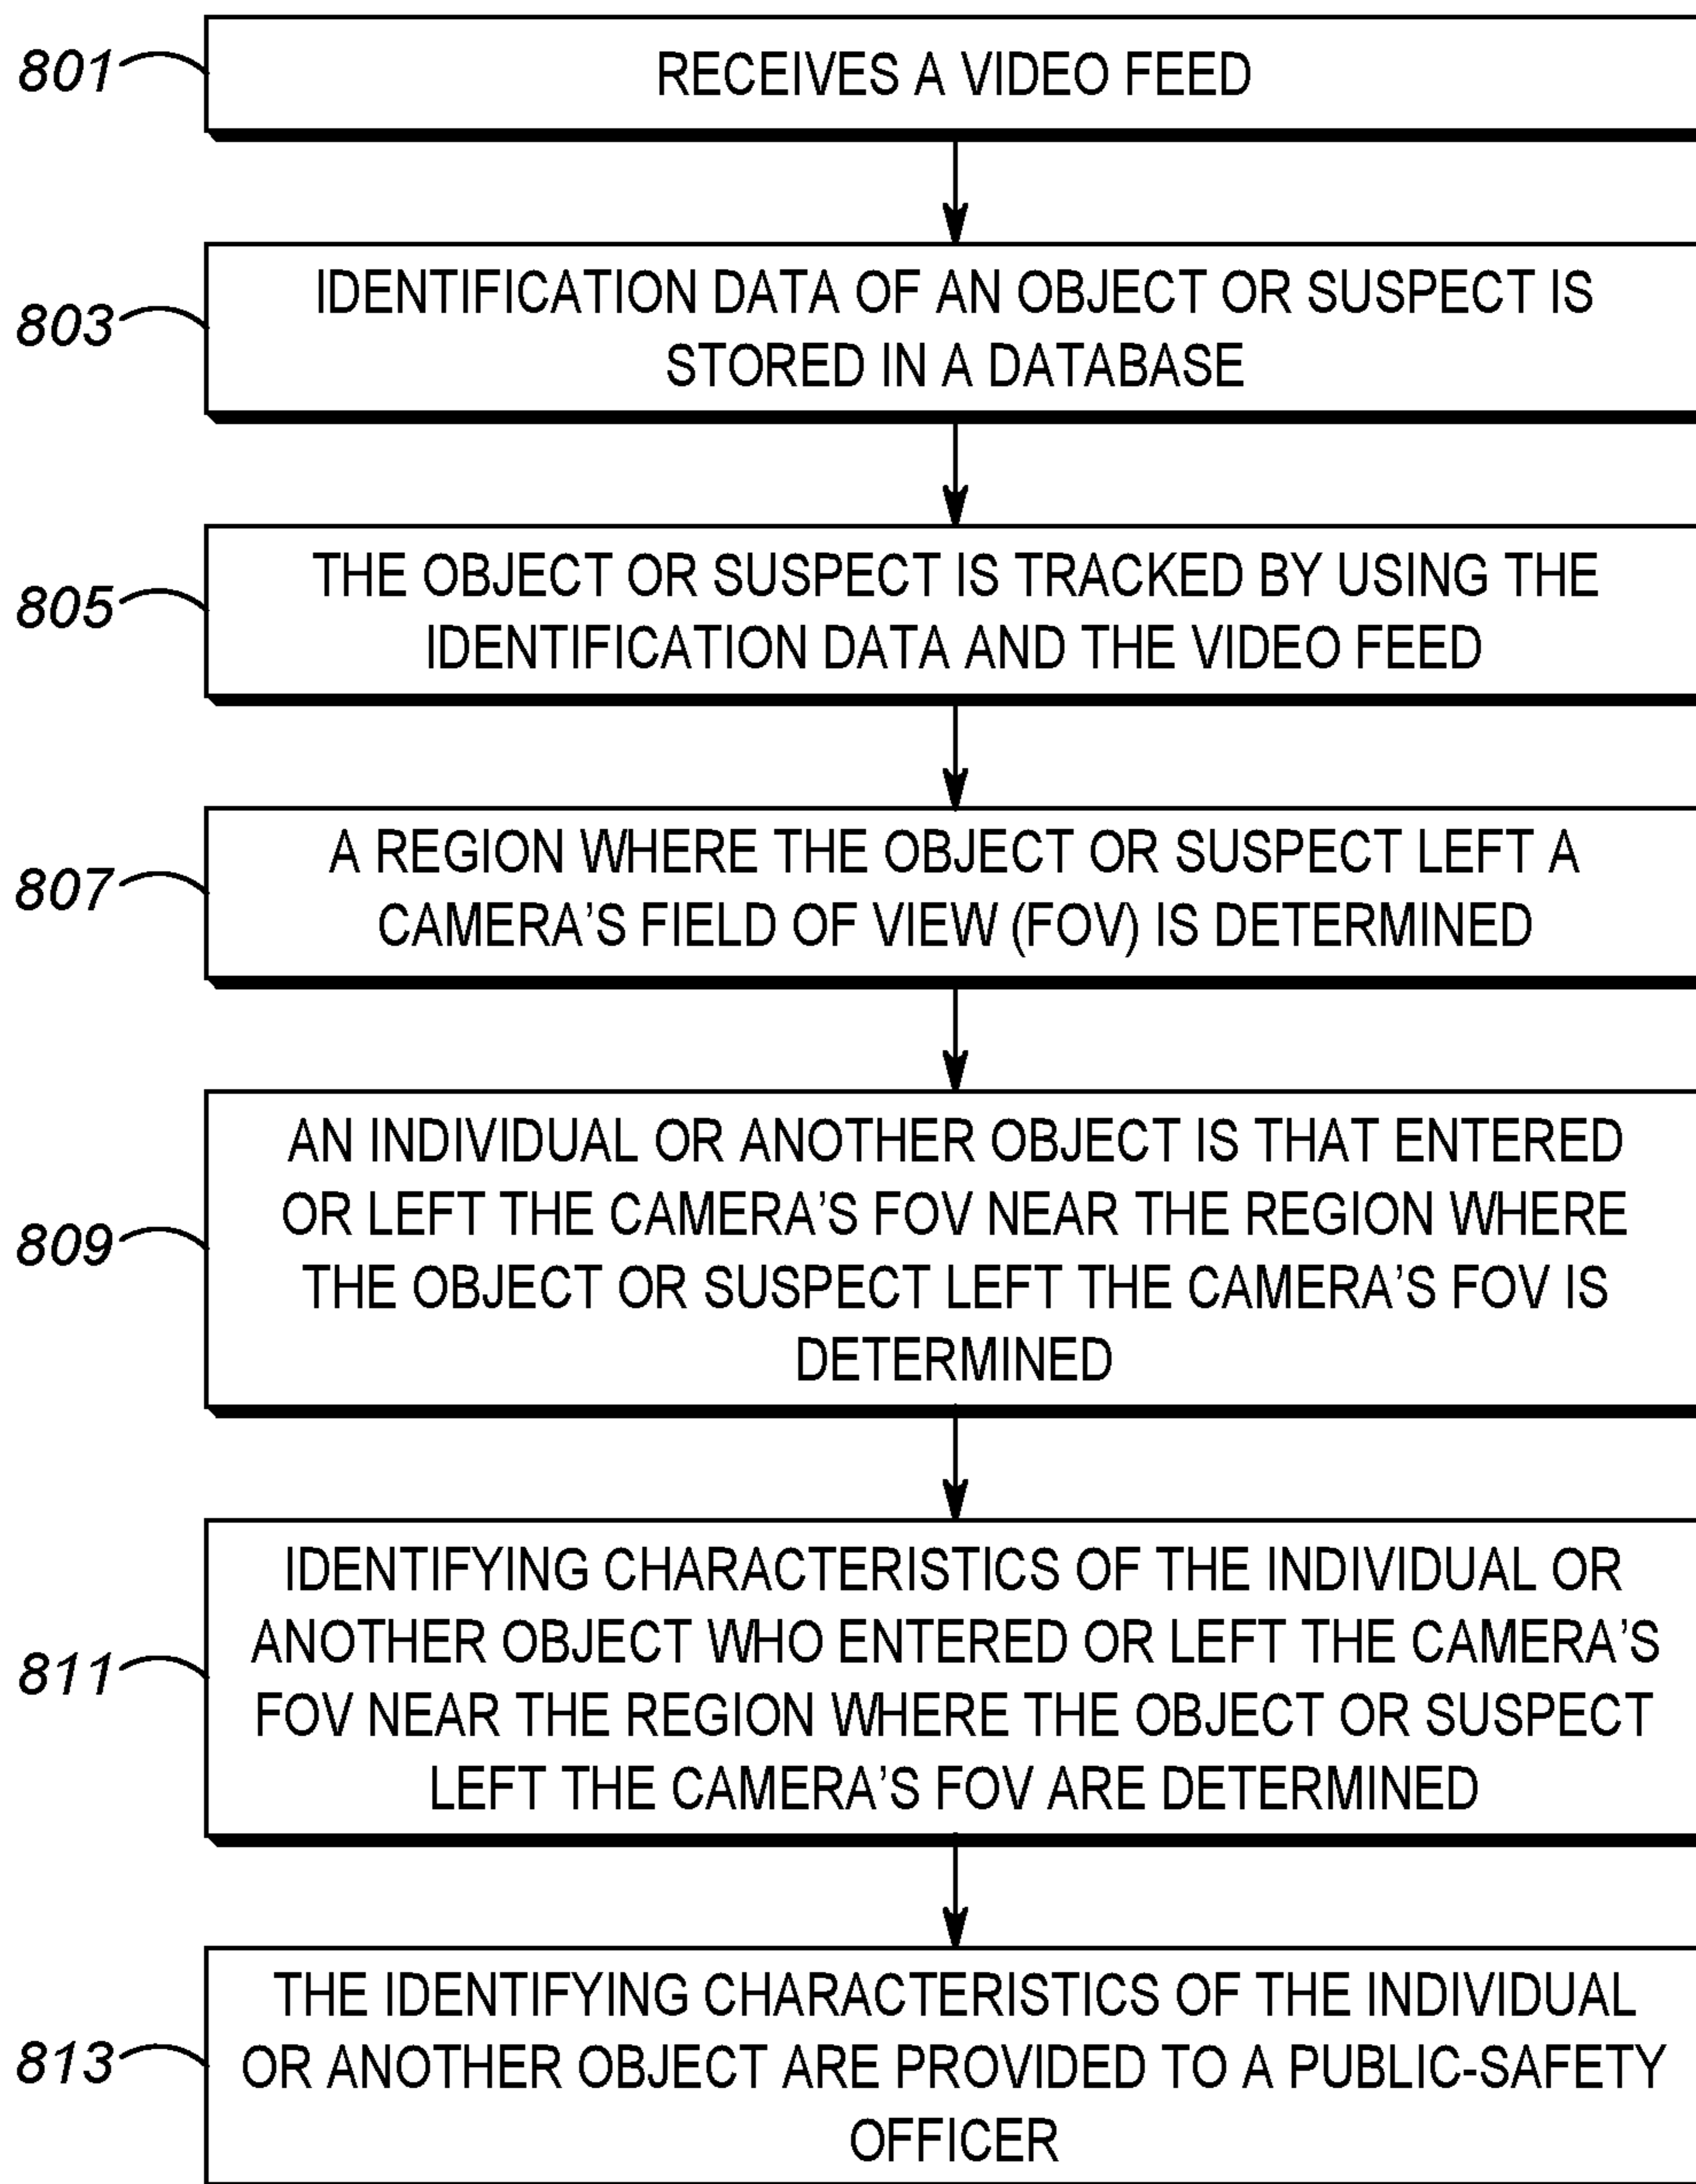 801
RECEIVES A VIDEO FEED
803
IDENTIFICATION DATA OF AN OBJECT OR SUSPECT IS
STORED IN A DATABASE
805
THE OBJECT OR SUSPECT IS TRACKED BY USING THE
IDENTIFICATION DATA AND THE VIDEO FEED
807
A REGION WHERE THE OBJECT OR SUSPECT LEFT A
CAMERA'S FIELD OF VIEW (FOV) IS DETERMINED
809
AN INDIVIDUAL OR ANOTHER OBJECT IS THAT ENTERED
OR LEFT THE CAMERA'S FOV NEAR THE REGION WHERE
THE OBJECT OR SUSPECT LEFT THE CAMERA'S FOV IS
DETERMINED
811
IDENTIFYING CHARACTERISTICS OF THE INDIVIDUAL OR
ANOTHER OBJECT WHO ENTERED OR LEFT THE CAMERA'S
FOV NEAR THE REGION WHERE THE OBJECT OR SUSPECT
LEFT THE CAMERA'S FOV ARE DETERMINED
813
THE IDENTIFYING CHARACTERISTICS OF THE INDIVIDUAL
OR ANOTHER OBJECT ARE PROVIDED TO A PUBLIC-SAFETY
OFFICER